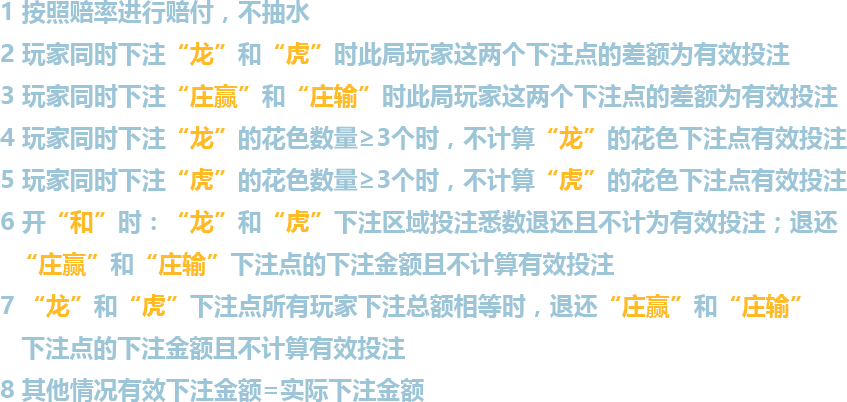 1 按照赔率进行赔付，不抽水
2 玩家同时下注“龙”和“虎”时此局玩家这两个下注点的差额为有效投注
3 玩家同时下注“庄赢”和“庄输”时此局玩家这两个下注点的差额为有效投注
4 玩家同时下注“龙”的花色数量≥3个时，不计算“龙”的花色下注点有效投注
5 玩家同时下注“虎”的花色数量≥3个时，不计算“虎”的花色下注点有效投注
6 开“和”时：“龙”和“虎”下注区域投注悉数退还且不计为有效投注；退还
“庄赢”和“庄输”下注点的下注金额且不计算有效投注
7 “龙”和“虎”下注点所有玩家下注总额相等时，退还“庄赢”和“庄输”
下注点的下注金额且不计算有效投注
8 其他情况有效下注金额=实际下注金额